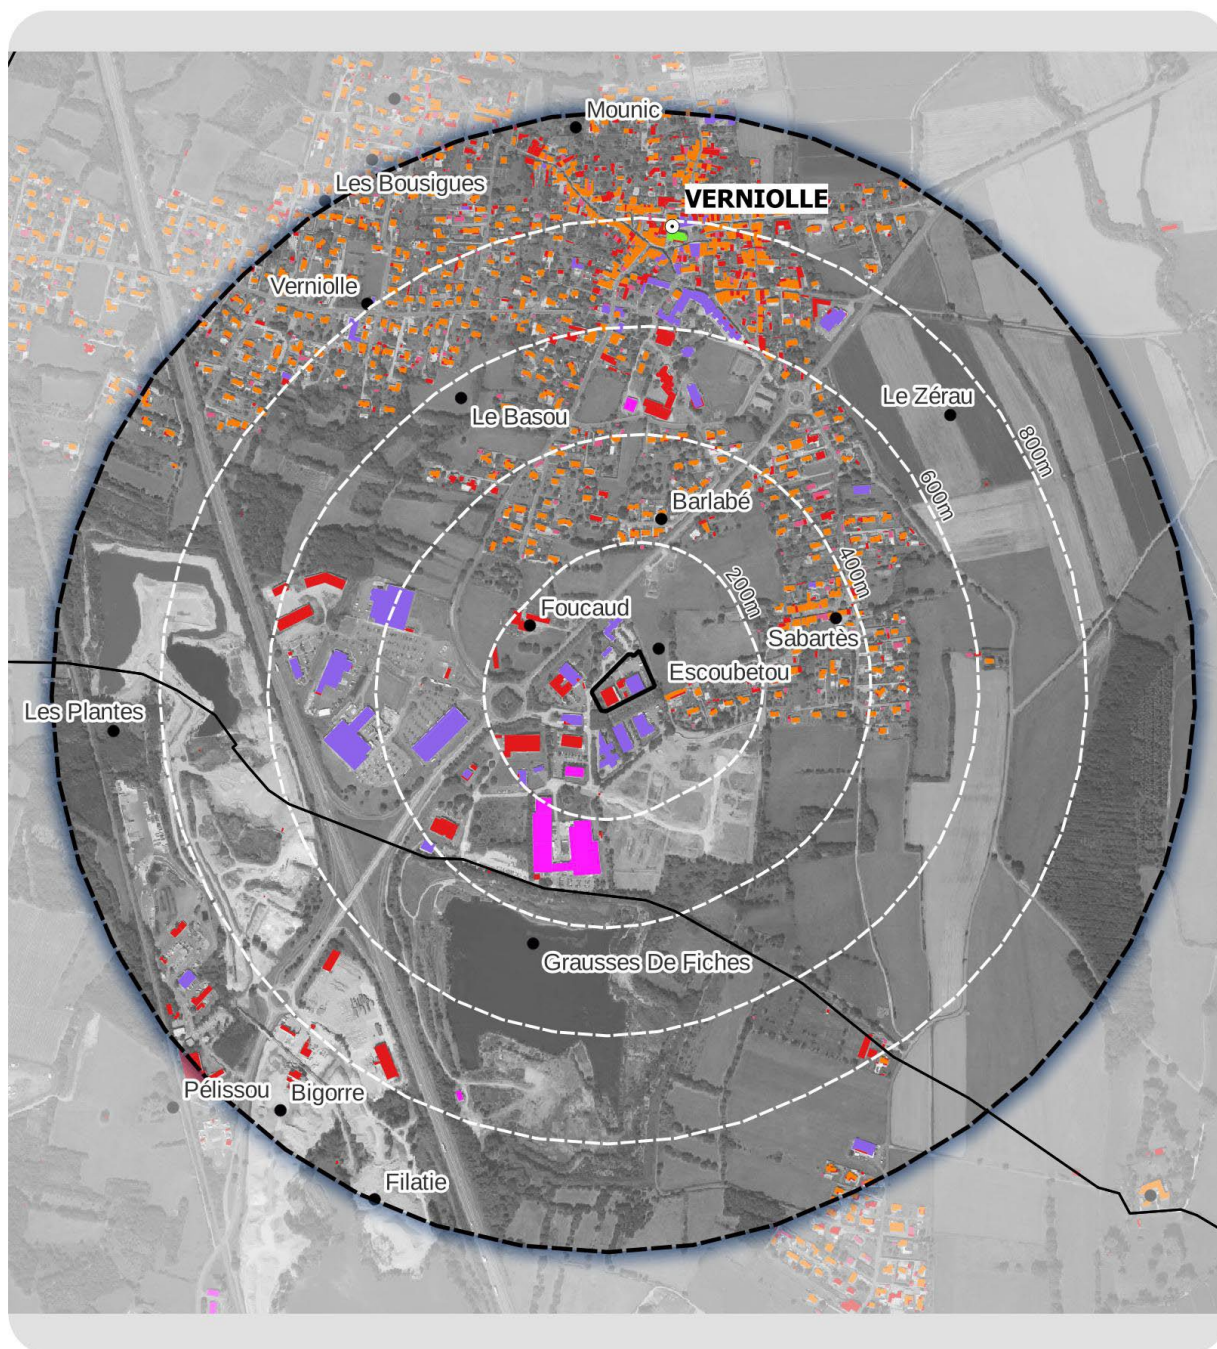 Mounic
Les Bousigues
VERNIOLLE
Verniolle
Le Zérau
Le Basou
800m
600m
Barlabé
400m
200m
Foucaud
Sabartès
Escoubetou
Les Plantes
Grausses De Fiches
Pélissou
Bigorre
Filatie